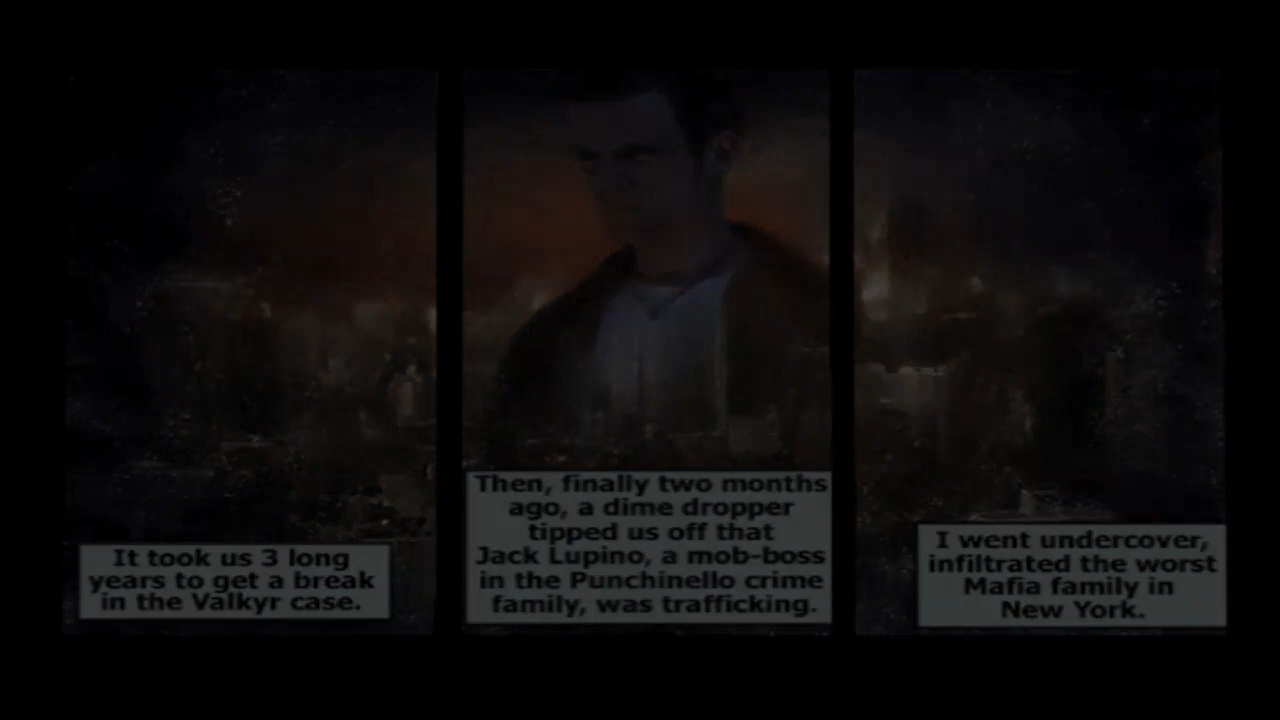 It took us 3 long
years to get a break
in the Valkyr case.
Then, finally two months
ago, a dime dropper
tipped us off that
Jack Lupino, a mob-boss
in the Punchinello crime
family, was trafficking.
I went undercover,
infiltrated the worst
Mafia family in
New York.